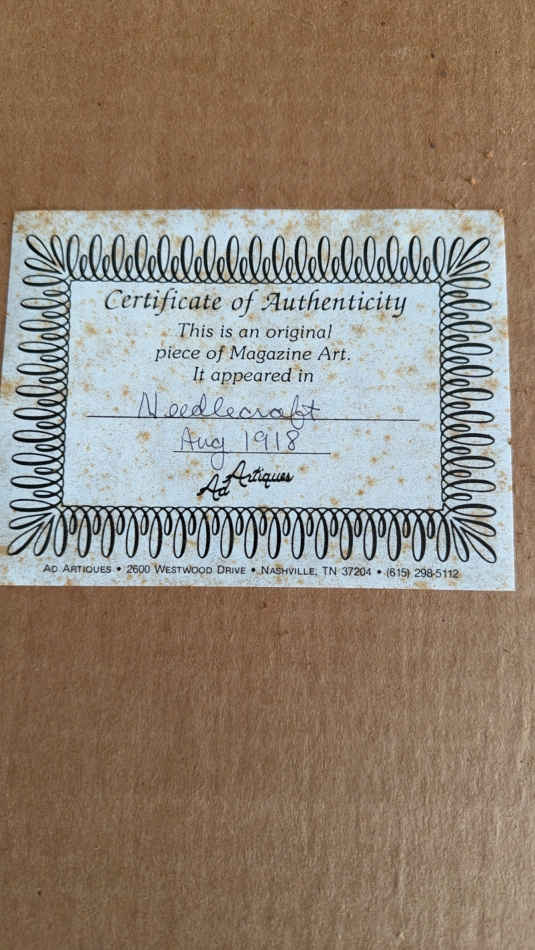 Certificate of Authenticity
This is an original
piece of Magazine Art.
It appeared in
Needlecraft
Aug 1918
Ad Artiques
AD ARTIQUES • 2600 WESTWOOD DRIVE • NASHVILLE, TN 37204 • (615) 298-5112